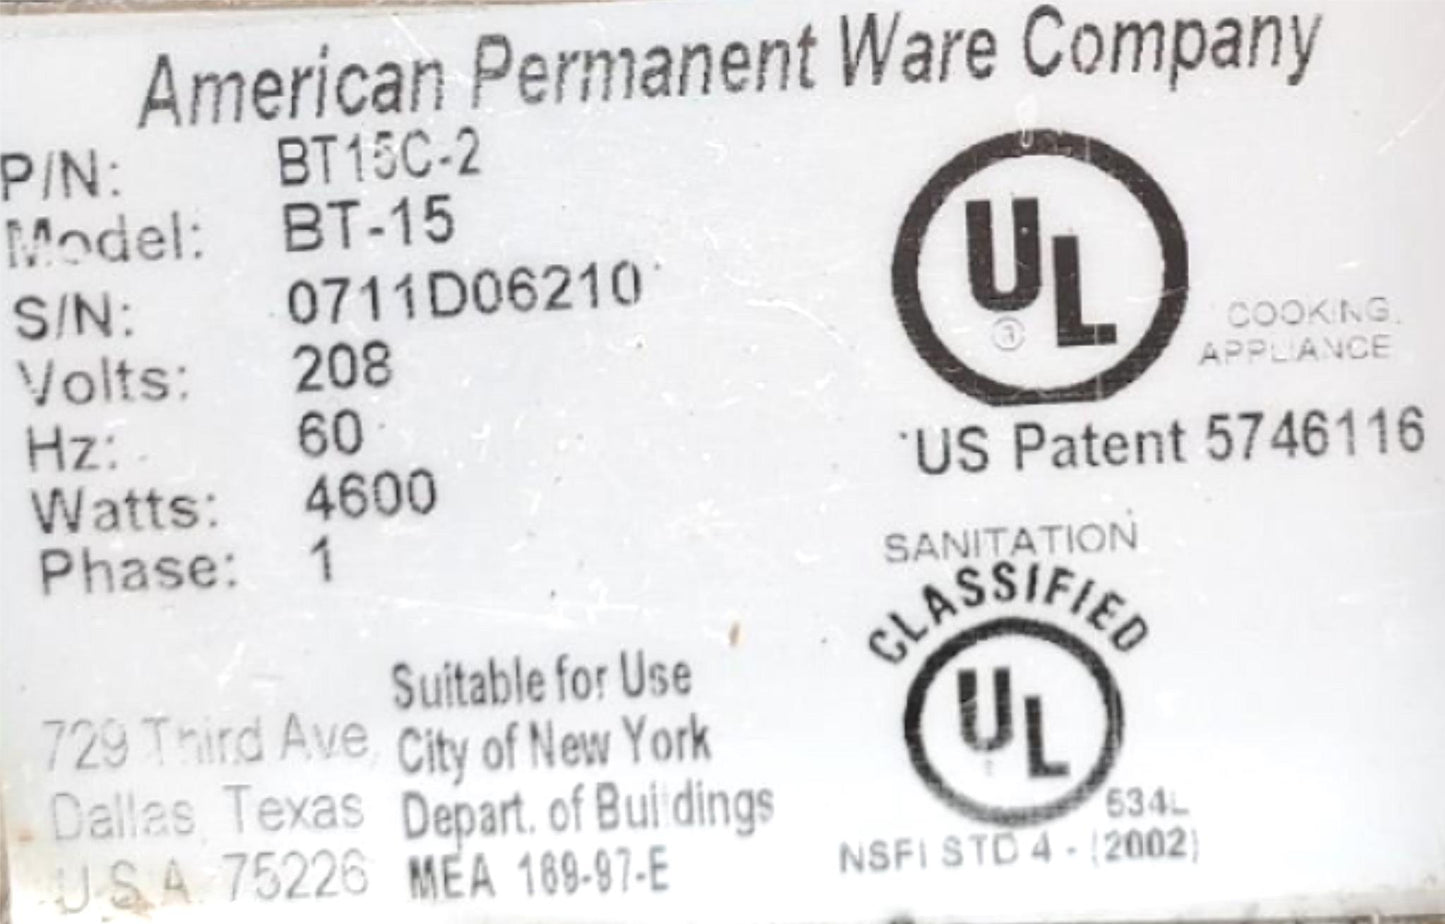 American Permanent Ware Company
P/N: BT15C-2
Model: BT-15
S/N: 0711D06210
Volts: 208
Hz: 60
Watts: 4600
Phase: 1
UL
COOKING
APPLIANCE
US Patent 5746116
SANITATION
CLASSIFIED
UL
534L
NSFI STD 4 - (2002)
Suitable for Use
City of New York
Depart. of Buildings
MEA 169-97-E
729 Third Ave.
Dallas, Texas
U.S.A. 75226